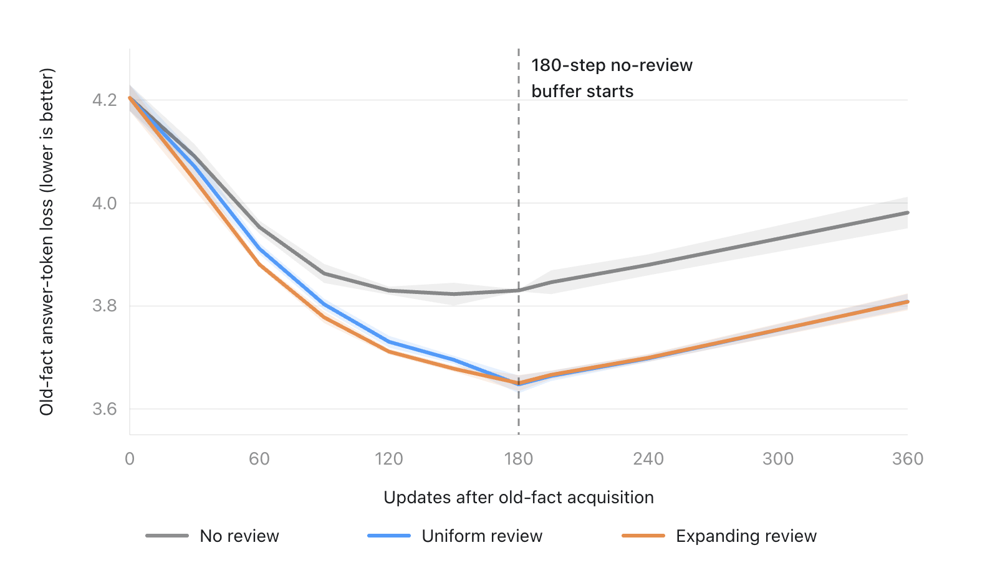 180-step no-review
buffer starts
Old-fact answer-token loss (lower is better)
4.2
4.0
3.8
3.6
0 60 120 180 240 300 360
Updates after old-fact acquisition
No review Uniform review Expanding review